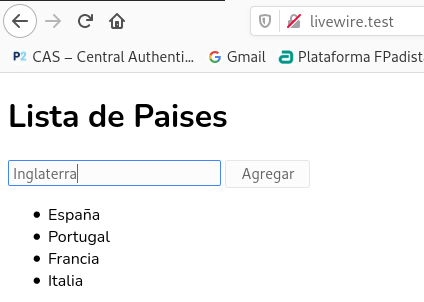 livewire.test
CAS – Central Authenti... Gmail Plataforma FPadist
Lista de Paises
Inglaterra Agregar
España
Portugal
Francia
Italia